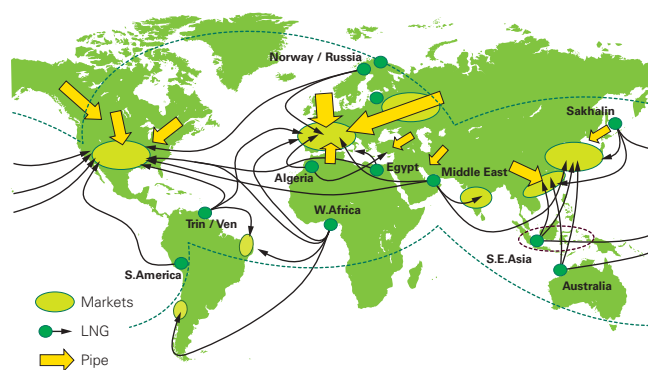 Norway / Russia
Sakhalin
Algeria
Egypt
Middle East
Trin / Ven
W.Africa
S.America
S.E.Asia
Australia
Markets
LNG
Pipe